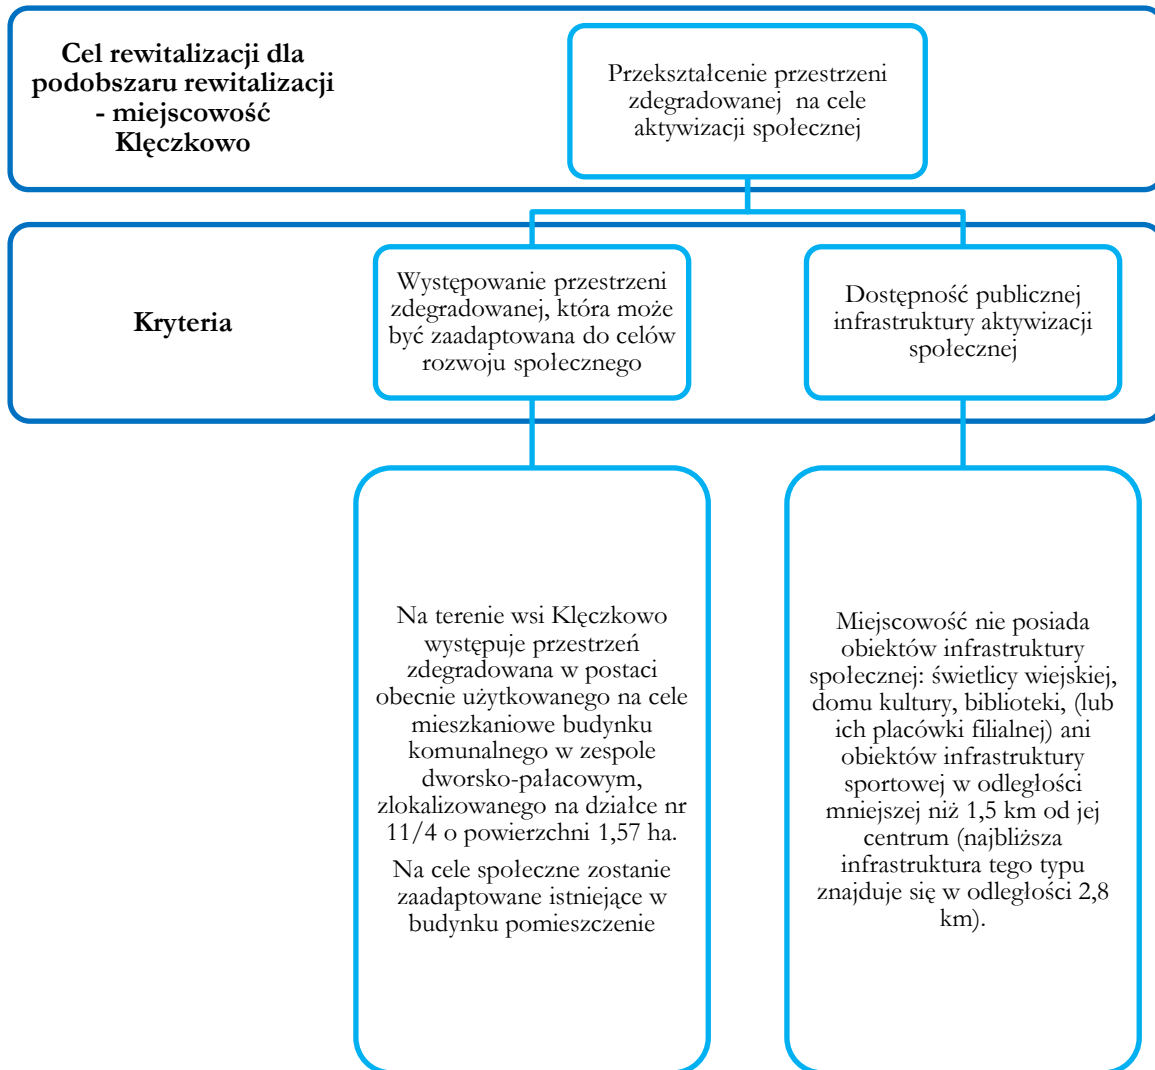 Cel rewitalizacji dla
podobszaru rewitalizacji
- miejscowość
Klęczkowo
Przekształcenie przestrzeni
zdegradowanej na cele
aktywizacji społecznej
Kryteria
Występowanie przestrzeni
zdegradowanej, która może
być zaadaptowana do celów
rozwoju społecznego
Dostępność publicznej
infrastruktury aktywizacji
społecznej
Na terenie wsi Klęczkowo
występuje przestrzeń
zdegradowana w postaci
obecnie użytkowanego na cele
mieszkaniowe budynku
komunalnego w zespole
dworsko-pałacowym,
zlokalizowanego na działce nr
11/4 o powierzchni 1,57 ha.
Na cele społeczne zostanie
zaadaptowane istniejące w
budynku pomieszczenie
Miejscowość nie posiada
obiektów infrastruktury
społecznej: świetlicy wiejskiej,
domu kultury, biblioteki, (lub
ich placówki filialnej) ani
obiektów infrastruktury
sportowej w odległości
mniejszej niż 1,5 km od jej
centrum (najbliższa
infrastruktura tego typu
znajduje się w odległości 2,8
km).